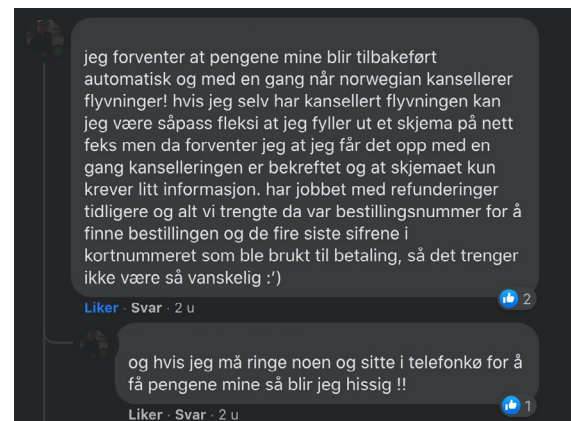 jeg forventer at pengene mine blir tilbakeført
automatisk og med en gang når norwegian kansellerer
flyvninger! hvis jeg selv har kansellert flyvningen kan
jeg være såpass fleksi at jeg fyller ut et skjema på nett
feks men da forventer jeg at jeg får det opp med en
gang kanselleringen er bekreftet og at skjemaet kun
krever litt informasjon. har jobbet med refunderinger
tidligere og alt vi trengte da var bestillingsnummer for å
finne bestillingen og de fire siste sifrene i
kortnummeret som ble brukt til betaling, så det trenger
ikke være så vanskelig :')
Liker · Svar · 2 u
2
og hvis jeg må ringe noen og sitte i telefonkø for å
få pengene mine så blir jeg hissig !!
Liker · Svar · 2 u
1